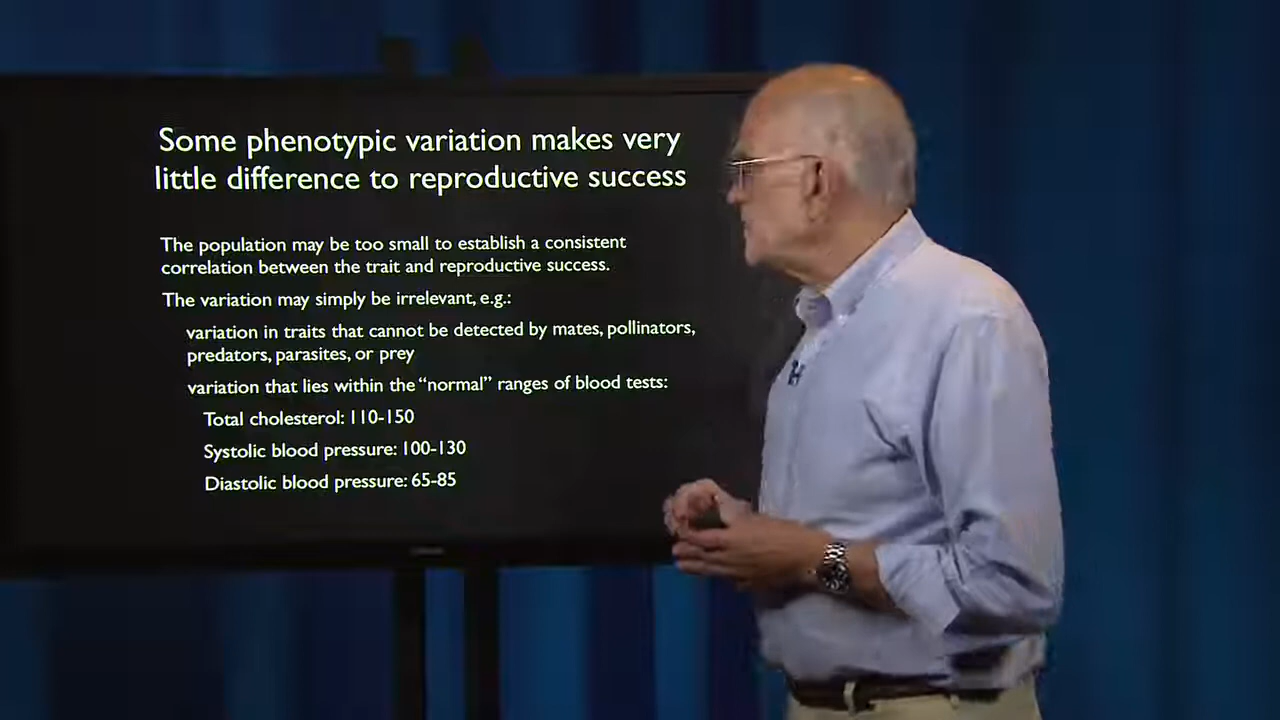 Some phenotypic variation makes very
little difference to reproductive success
The population may be too small to establish a consistent
correlation between the trait and reproductive success.
The variation may simply be irrelevant, e.g.:
variation in traits that cannot be detected by mates, pollinators,
predators, parasites, or prey
variation that lies within the “normal” ranges of blood tests:
Total cholesterol: 110-150
Systolic blood pressure: 100-130
Diastolic blood pressure: 65-85